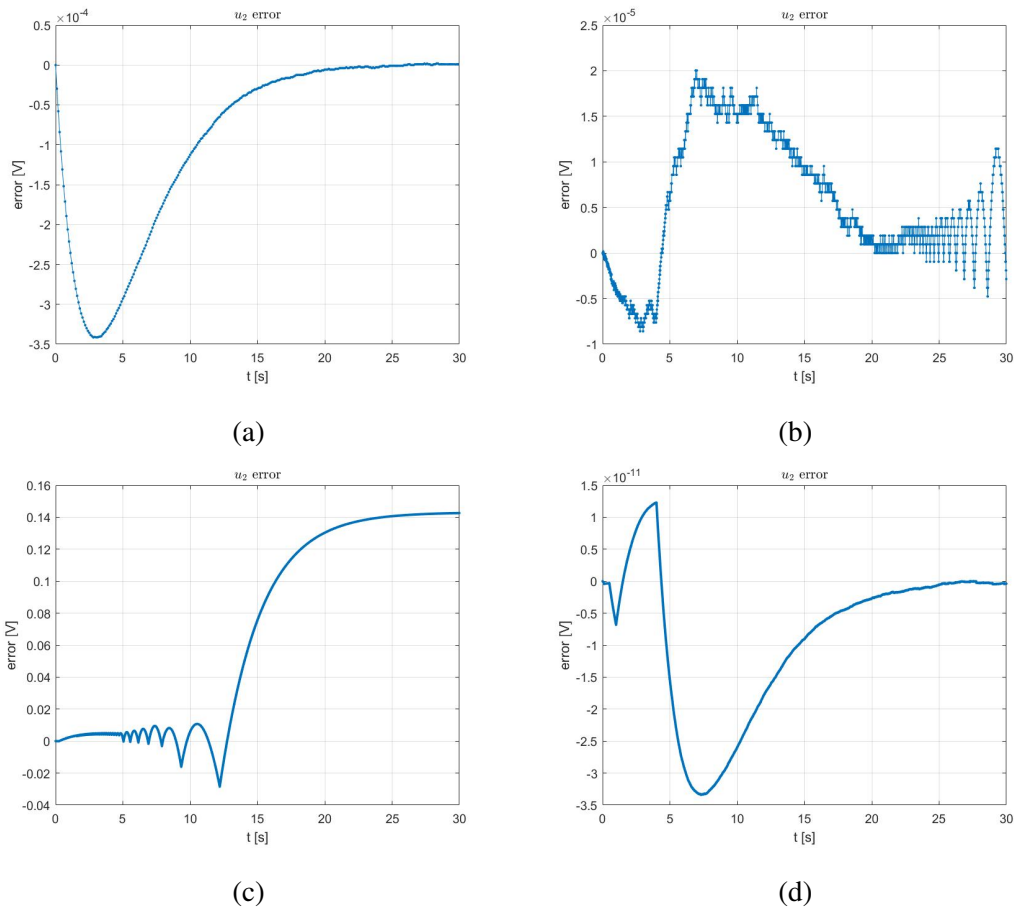 u₂ error
×10⁻⁴
0.5
0
-0.5
-1
-1.5
-2
-2.5
-3
-3.5
error [V]
0 5 10 15 20 25 30
t [s]
(a)
u₂ error
×10⁻⁵
2.5
2
1.5
1
0.5
0
-0.5
-1
error [V]
0 5 10 15 20 25 30
t [s]
(b)
u₂ error
0.16
0.14
0.12
0.1
0.08
0.06
0.04
0.02
0
-0.02
-0.04
error [V]
0 5 10 15 20 25 30
t [s]
(c)
u₂ error
×10⁻¹¹
1.5
1
0.5
0
-0.5
-1
-1.5
-2
-2.5
-3
-3.5
error [V]
0 5 10 15 20 25 30
t [s]
(d)